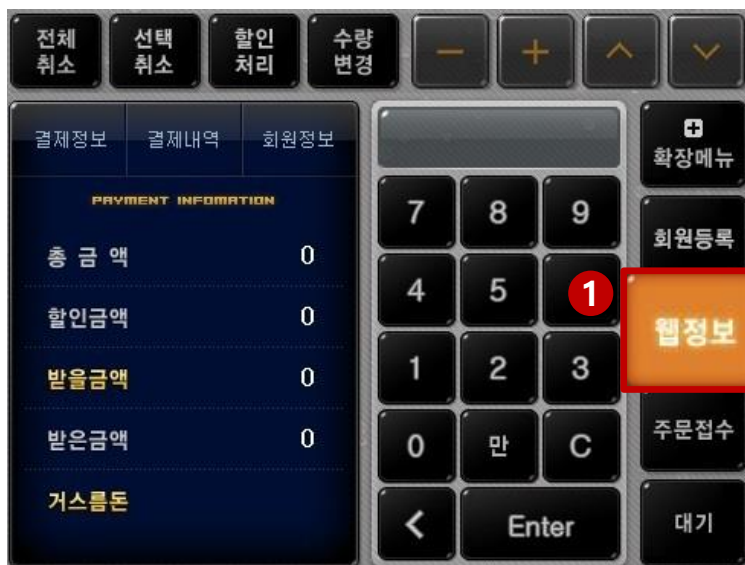 전체
취소
선택
취소
할인
처리
수량
변경
− + ︿ ﹀
결제정보 결제내역 회원정보
확장메뉴
PAYMENT INFOMATION
총 금 액 0
할인금액 0
받을금액 0
받은금액 0
거스름돈
7 8 9
4 5
1
1 2 3
0 만 C
< Enter
회원등록
웹정보
주문접수
대기